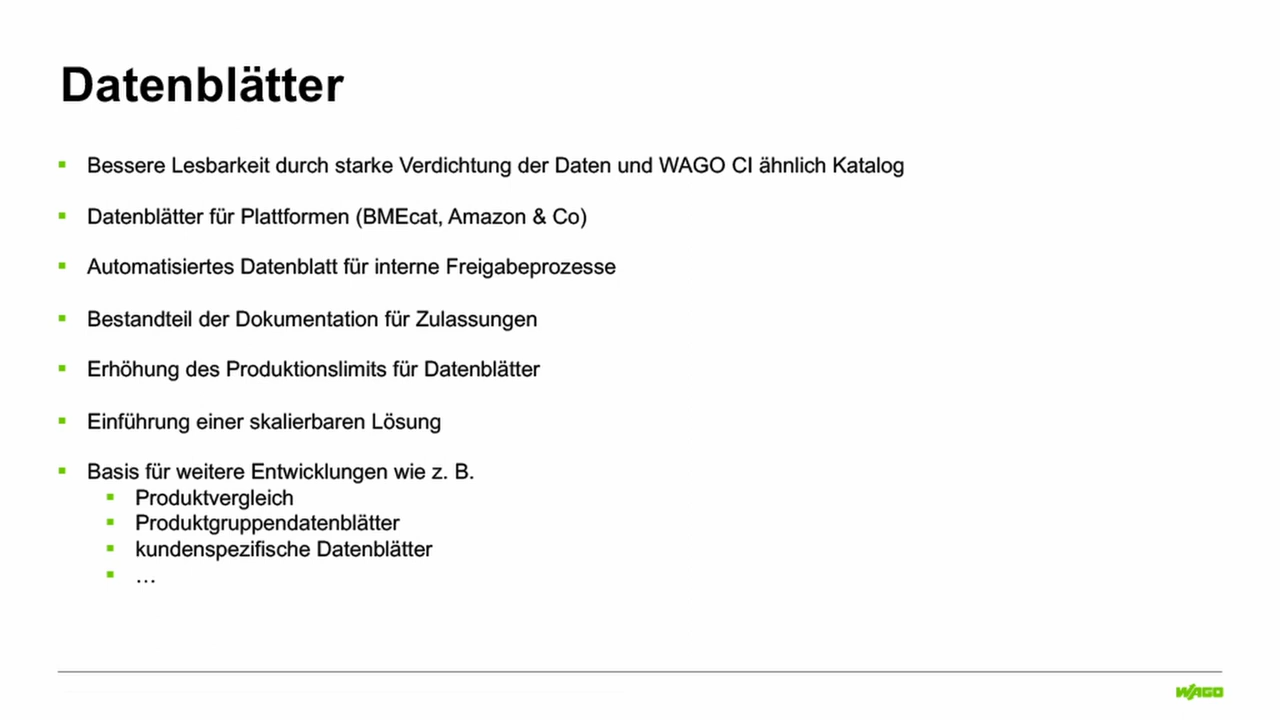 Datenblätter
Bessere Lesbarkeit durch starke Verdichtung der Daten und WAGO CI ähnlich Katalog
Datenblätter für Plattformen (BMEcat, Amazon & Co)
Automatisiertes Datenblatt für interne Freigabeprozesse
Bestandteil der Dokumentation für Zulassungen
Erhöhung des Produktionslimits für Datenblätter
Einführung einer skalierbaren Lösung
Basis für weitere Entwicklungen wie z. B.
Produktvergleich
Produktgruppendatenblätter
kundenspezifische Datenblätter
…
WAGO